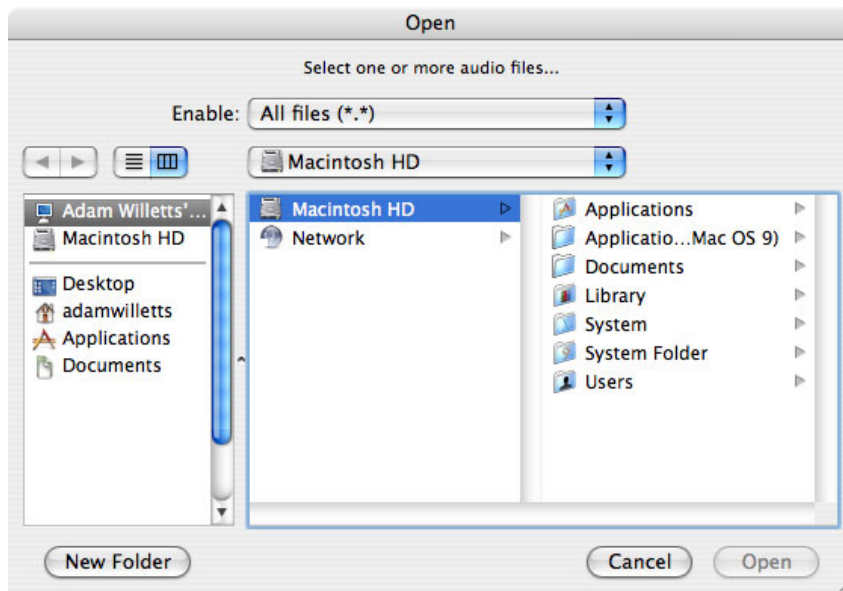 Open
Select one or more audio files...
Enable: All files (*.*)
Macintosh HD
Adam Willetts'...
Macintosh HD
Desktop
adamwilletts
Applications
Documents
Macintosh HD
Network
Applications
Applicatio...Mac OS 9)
Documents
Library
System
System Folder
Users
New Folder
Cancel
Open